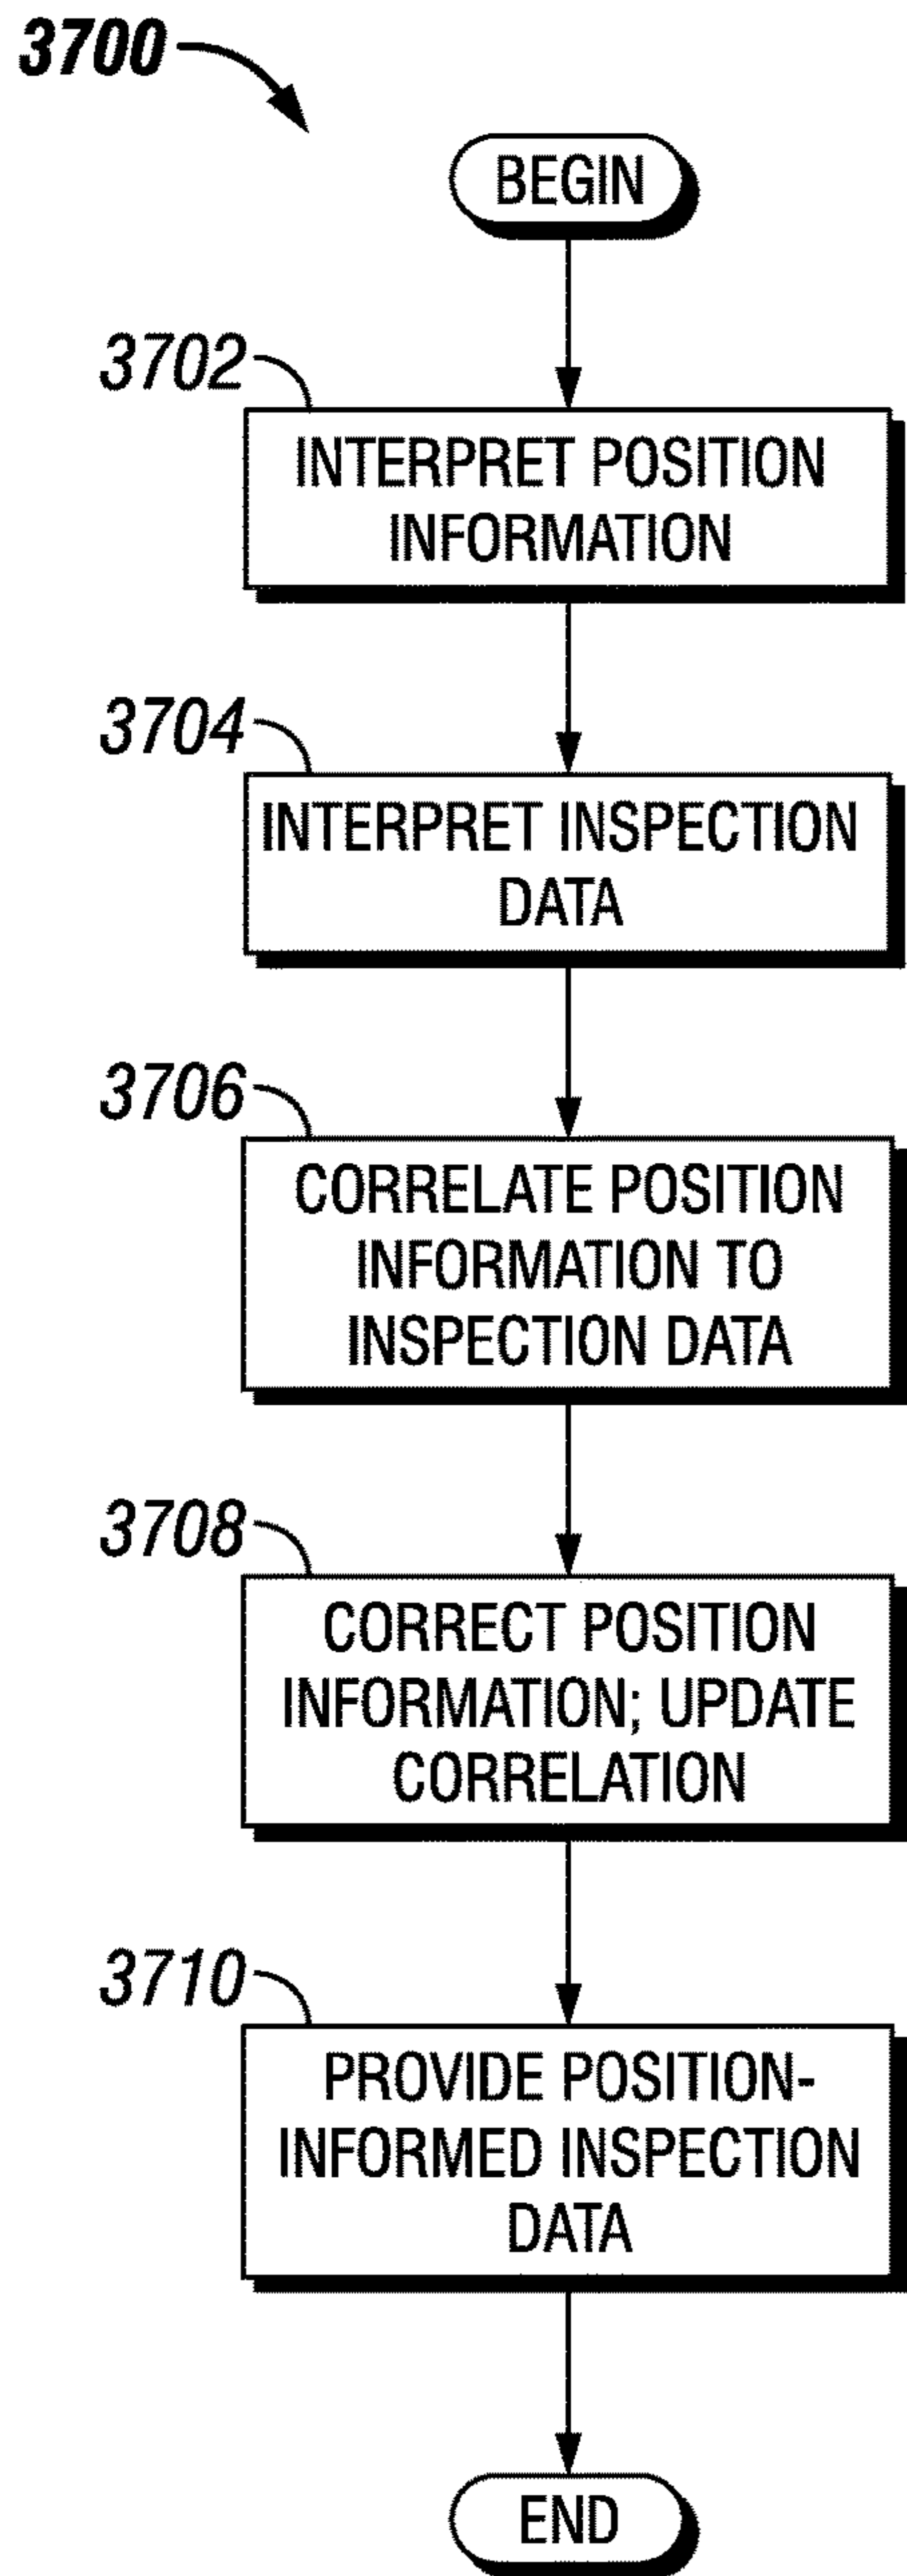 3700
BEGIN
3702
INTERPRET POSITION
INFORMATION
3704
INTERPRET INSPECTION
DATA
3706
CORRELATE POSITION
INFORMATION TO
INSPECTION DATA
3708
CORRECT POSITION
INFORMATION; UPDATE
CORRELATION
3710
PROVIDE POSITION-
INFORMED INSPECTION
DATA
END